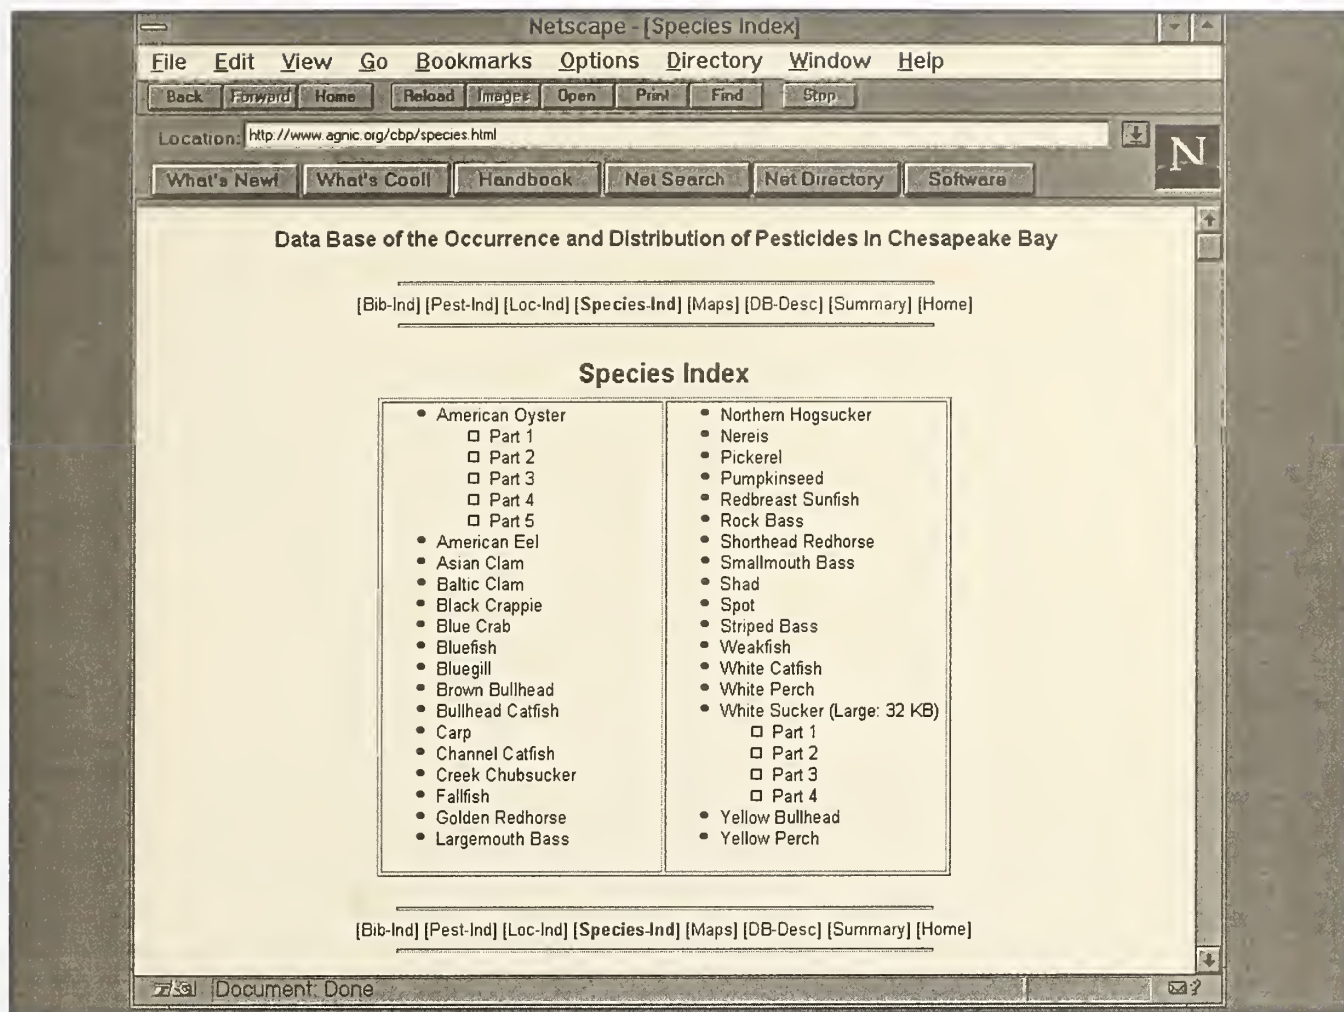 Netscape - [Species Index]
File Edit View Go Bookmarks Options Directory Window Help
Back Forward Home Reload Images Open Print Find Stop
Location: http://www.agnic.org/cbp/species.html
N
What's New! What's Cool! Handbook Net Search Net Directory Software
Data Base of the Occurrence and Distribution of Pesticides in Chesapeake Bay
[Bib-Ind] [Pest-Ind] [Loc-Ind] [Species-Ind] [Maps] [DB-Desc] [Summary] [Home]
Species Index
American Oyster
Part 1
Part 2
Part 3
Part 4
Part 5
American Eel
Asian Clam
Baltic Clam
Black Crappie
Blue Crab
Bluefish
Bluegill
Brown Bullhead
Bullhead Catfish
Carp
Channel Catfish
Creek Chubsucker
Fallfish
Golden Redhorse
Largemouth Bass
Northern Hogsucker
Nereis
Pickerel
Pumpkinseed
Redbreast Sunfish
Rock Bass
Shorthead Redhorse
Smallmouth Bass
Shad
Spot
Striped Bass
Weakfish
White Catfish
White Perch
White Sucker (Large: 32 KB)
Part 1
Part 2
Part 3
Part 4
Yellow Bullhead
Yellow Perch
[Bib-Ind] [Pest-Ind] [Loc-Ind] [Species-Ind] [Maps] [DB-Desc] [Summary] [Home]
Document: Done